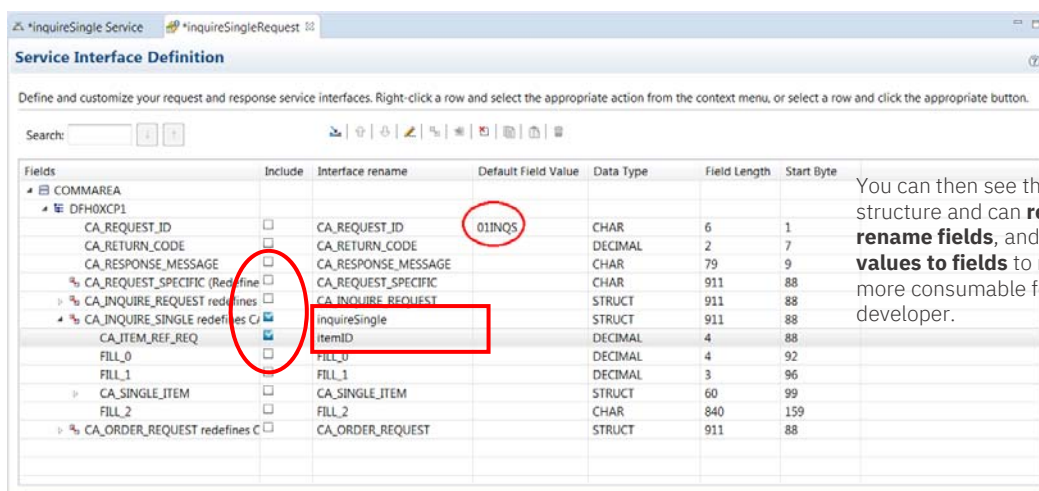 *inquireSingle Service *inquireSingleRequest
Service Interface Definition
Define and customize your request and response service interfaces. Right-click a row and select the appropriate action from the context menu, or select a row and click the appropriate button.
Search:
Fields Include Interface rename Default Field Value Data Type Field Length Start Byte
COMMAREA
DFH0XCP1
CA_REQUEST_ID CA_REQUEST_ID 01INQS CHAR 6 1
CA_RETURN_CODE CA_RETURN_CODE DECIMAL 2 7
CA_RESPONSE_MESSAGE CA_RESPONSE_MESSAGE CHAR 79 9
CA_REQUEST_SPECIFIC (Redefine CA_REQUEST_SPECIFIC CHAR 911 88
CA_INQUIRE_REQUEST redefines CA_INQUIRE_REQUEST STRUCT 911 88
CA_INQUIRE_SINGLE redefines CA inquireSingle STRUCT 911 88
CA_ITEM_REF_REQ itemID DECIMAL 4 88
FILL_0 FILL_0 DECIMAL 4 92
FILL_1 FILL_1 DECIMAL 3 96
CA_SINGLE_ITEM CA_SINGLE_ITEM STRUCT 60 99
FILL_2 FILL_2 CHAR 840 159
CA_ORDER_REQUEST redefines C CA_ORDER_REQUEST STRUCT 911 88
You can then see th
structure and can re
rename fields, and
values to fields to
more consumable f
developer.